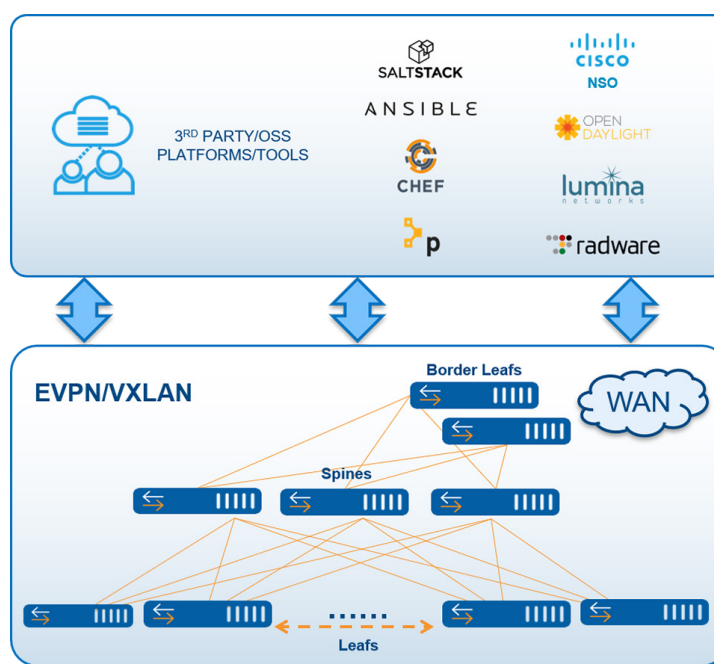 3RD PARTY/OSS
PLATFORMS/TOOLS
SALTSTACK
ANSIBLE
CHEF
p
CISCO
NSO
OPEN
DAYLIGHT
lumina
networks
radware
EVPN/VXLAN
Border Leafs
WAN
Spines
......
Leafs